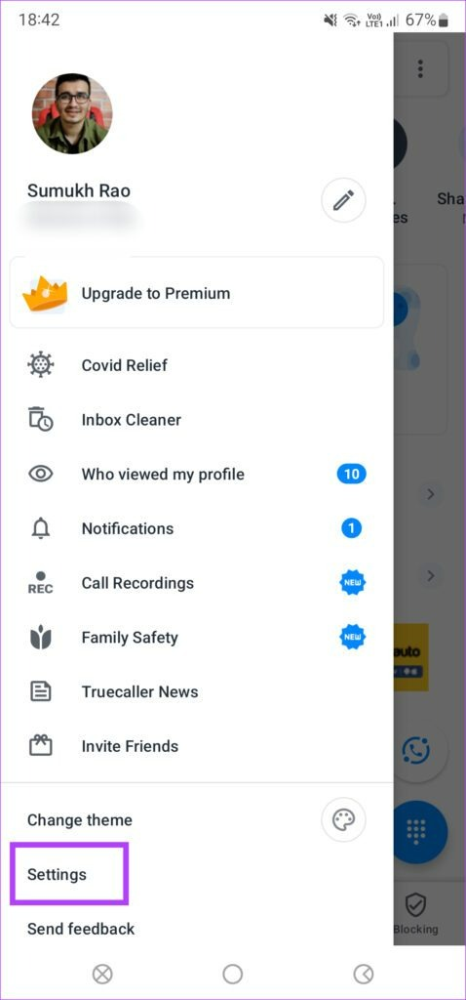 18:42
Vo)) LTE1 67%
Sumukh Rao
es
Sha
Upgrade to Premium
Covid Relief
Inbox Cleaner
Who viewed my profile 10
Notifications 1
REC Call Recordings NEW
Family Safety NEW
auto
Truecaller News
Invite Friends
Change theme
Settings
Send feedback
Blocking